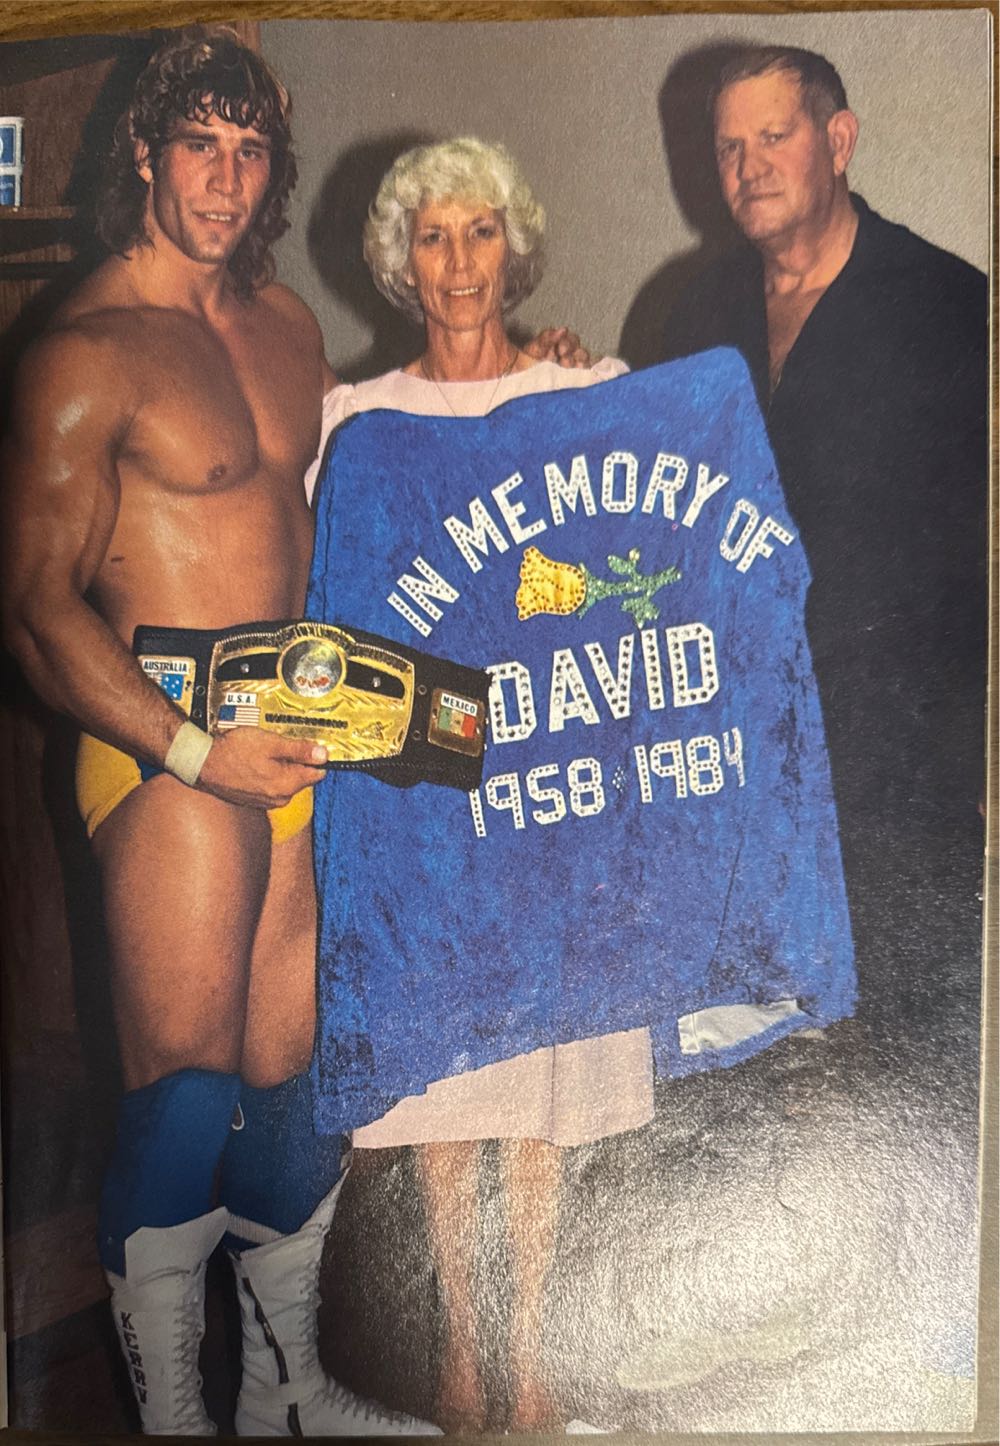 IN MEMORY OF
DAVID
1958 1984
AUSTRALIA
U.S.A.
MEXICO
KERRY